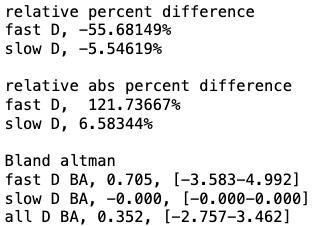 relative percent difference
fast D, -55.68149%
slow D, -5.54619%

relative abs percent difference
fast D,  121.73667%
slow D, 6.58344%

Bland altman
fast D BA, 0.705, [-3.583-4.992]
slow D BA, -0.000, [-0.000-0.000]
all D BA, 0.352, [-2.757-3.462]